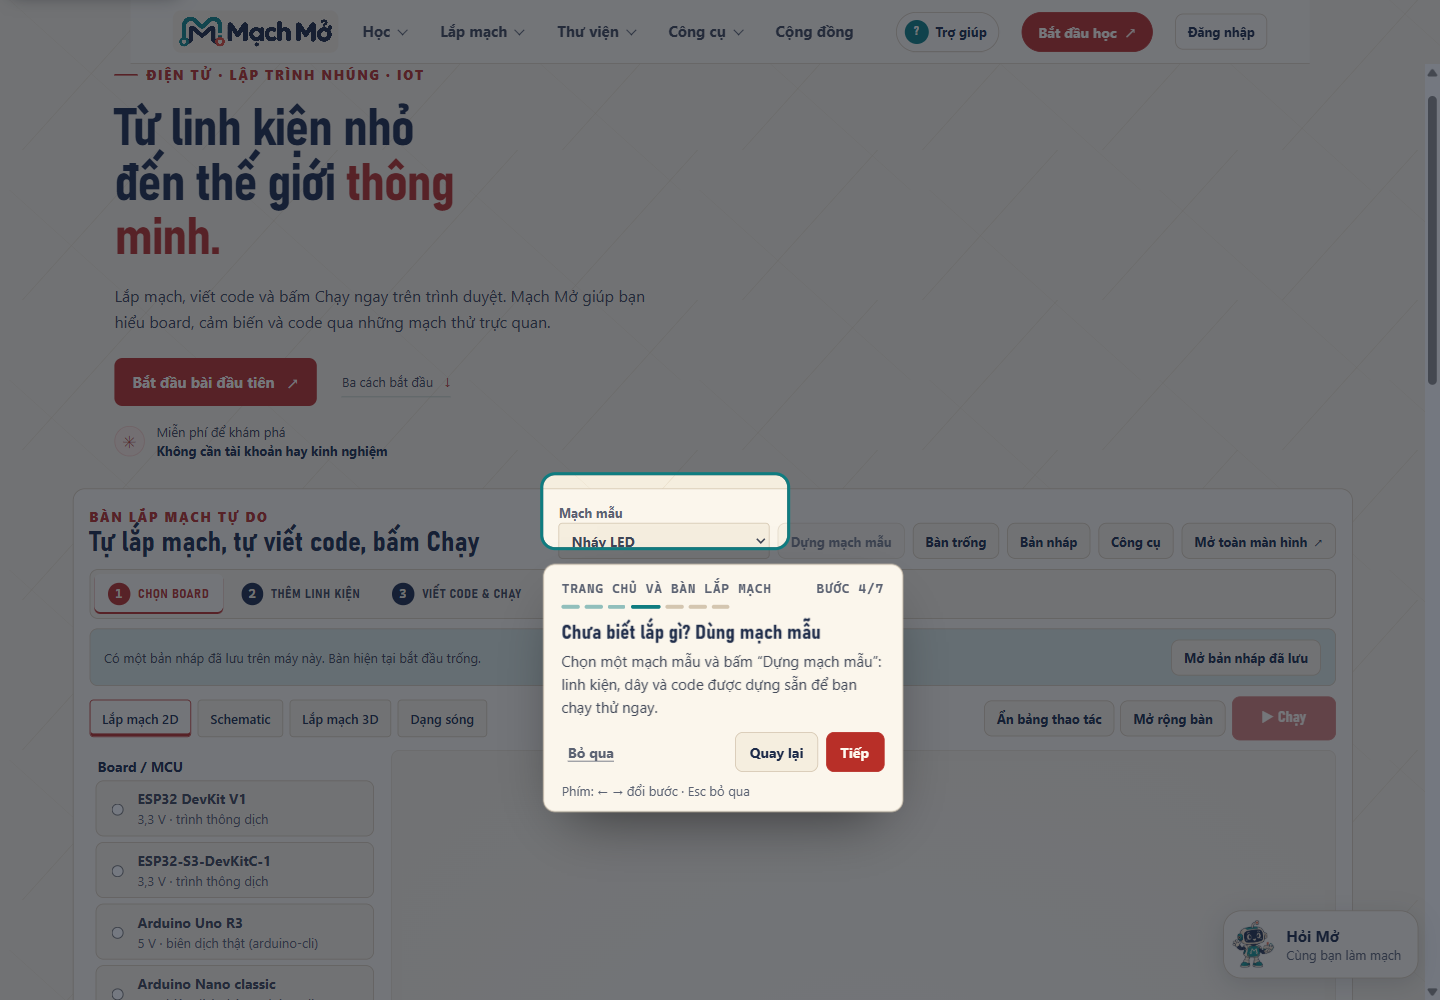 Mạch Mở
Học
Lắp mạch
Thư viện
Công cụ
Cộng đồng
? Trợ giúp
Bắt đầu học ↗
Đăng nhập
ĐIỆN TỬ · LẬP TRÌNH NHÚNG · IOT
Từ linh kiện nhỏ
đến thế giới thông
minh.
Lắp mạch, viết code và bấm Chạy ngay trên trình duyệt. Mạch Mở giúp bạn
hiểu board, cảm biến và code qua những mạch thử trực quan.
Bắt đầu bài đầu tiên ↗
Ba cách bắt đầu ↓
Miễn phí để khám phá
Không cần tài khoản hay kinh nghiệm
BÀN LẮP MẠCH TỰ DO
Tự lắp mạch, tự viết code, bấm Chạy
Mạch mẫu
Nháy LED
Dựng mạch mẫu
Bàn trống
Bản nháp
Công cụ
Mở toàn màn hình ↗
1 CHỌN BOARD
2 THÊM LINH KIỆN
3 VIẾT CODE & CHẠY
Có một bản nháp đã lưu trên máy này. Bàn hiện tại bắt đầu trống.
Mở bản nháp đã lưu
TRANG CHỦ VÀ BÀN LẮP MẠCH
BƯỚC 4/7
Chưa biết lắp gì? Dùng mạch mẫu
Chọn một mạch mẫu và bấm “Dựng mạch mẫu”:
linh kiện, dây và code được dựng sẵn để bạn
chạy thử ngay.
Bỏ qua
Quay lại
Tiếp
Phím: ← → đổi bước · Esc bỏ qua
Lắp mạch 2D
Schematic
Lắp mạch 3D
Dạng sóng
Ẩn bảng thao tác
Mở rộng bàn
▶ Chạy
Board / MCU
ESP32 DevKit V1
3,3 V · trình thông dịch
ESP32-S3-DevKitC-1
3,3 V · trình thông dịch
Arduino Uno R3
5 V · biên dịch thật (arduino-cli)
Arduino Nano classic
Hỏi Mở
Cùng bạn làm mạch